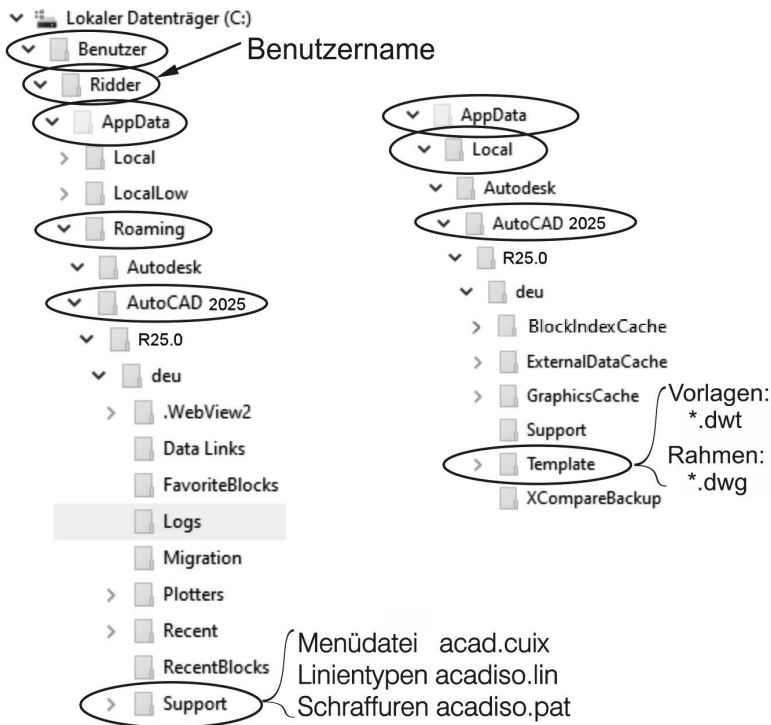 Lokaler Datenträger (C:)
Benutzer
Benutzername
Ridder
AppData
Local
LocalLow
Roaming
Autodesk
AutoCAD 2025
R25.0
deu
.WebView2
Data Links
FavoriteBlocks
Logs
Migration
Plotters
Recent
RecentBlocks
Support
Menüdatei acad.cuix
Linientypen acadiso.lin
Schraffuren acadiso.pat
AppData
Local
Autodesk
AutoCAD 2025
R25.0
deu
BlockIndexCache
ExternalDataCache
GraphicsCache
Support
Template
XCompareBackup
Vorlagen:
*.dwt
Rahmen:
*.dwg